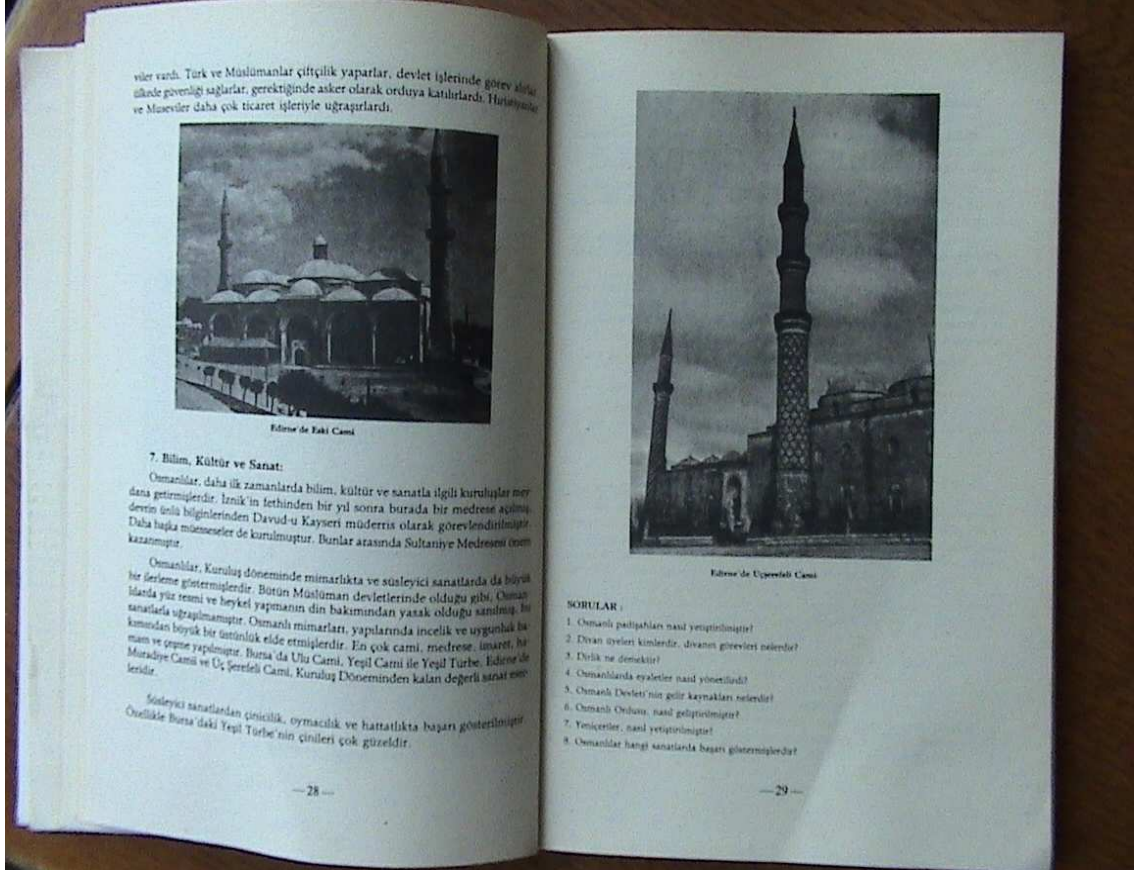 viler vardı. Türk ve Müslümanlar çiftçilik yaparlar, devlet işlerinde görev alırlar,
ülkede güvenliği sağlarlar, gerektiğinde asker olarak orduya katılırlardı. Hıristiyanlar
ve Museviler daha çok ticaret işleriyle uğraşırlardı.
Edirne'de Eski Cami
7. Bilim, Kültür ve Sanat:
Osmanlılar, daha ilk zamanlarda bilim, kültür ve sanatla ilgili kuruluşlar mey-
dana getirmişlerdir. İznik'in fethinden bir yıl sonra burada bir medrese açılmış,
devrin ünlü bilginlerinden Davud-u Kayseri müderris olarak görevlendirilmiştir.
Daha başka müesseseler de kurulmuştur. Bunlar arasında Sultaniye Medresesi önem
kazanmıştır.
Osmanlılar, Kuruluş döneminde mimarlıkta ve süsleyici sanatlarda da büyük
bir ilerleme göstermişlerdir. Bütün Müslüman devletlerinde olduğu gibi, Osman-
lılarda yüz resmi ve heykel yapmanın din bakımından yasak olduğu sanılmış, bu
sanatlarla uğraşılmamıştır. Osmanlı mimarları, yapılarında incelik ve uygunluk ba-
kımından büyük bir üstünlük elde etmişlerdir. En çok cami, medrese, imaret, ha-
mam ve çeşme yapılmıştır. Bursa'da Ulu Cami, Yeşil Cami ile Yeşil Türbe, Edirne'de
Muradiye Camii ve Üç Şerefeli Cami, Kuruluş Döneminden kalan değerli sanat eser-
leridir.
Süsleyici sanatlardan çinicilik, oymacılık ve hattatlıkta başarı gösterilmiştir.
Özellikle Bursa'daki Yeşil Türbe'nin çinileri çok güzeldir.
— 28 —
Edirne'de Üçşerefeli Cami
SORULAR :
1. Osmanlı padişahları nasıl yetiştirilmiştir?
2. Divan üyeleri kimlerdir, divanın görevleri nelerdir?
3. Dirlik ne demektir?
4. Osmanlılarda eyaletler nasıl yönetilirdi?
5. Osmanlı Devleti'nin gelir kaynakları nelerdir?
6. Osmanlı Ordusu, nasıl geliştirilmiştir?
7. Yeniçeriler, nasıl yetiştirilmiştir?
8. Osmanlılar hangi sanatlarda başarı göstermişlerdir?
— 29 —